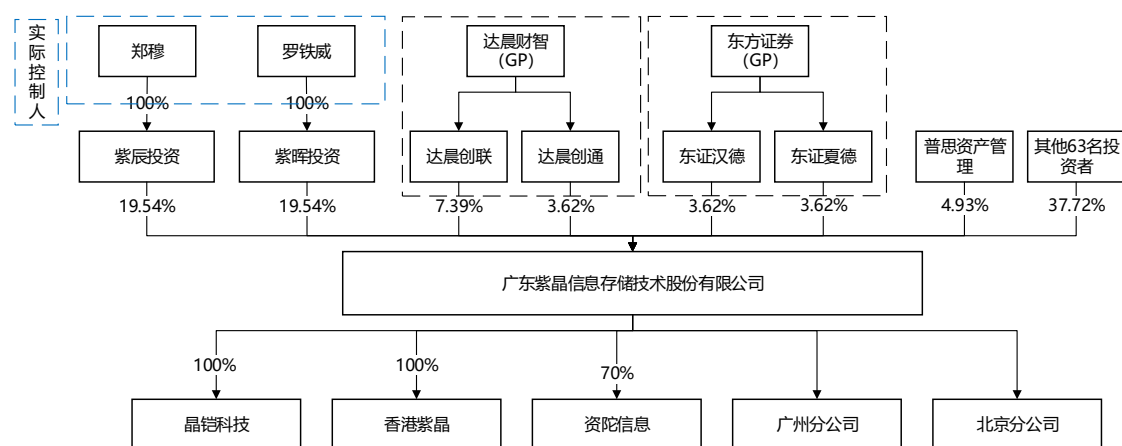 实
际
控
制
人
郑穆
罗铁威
达晨财智
（GP）
东方证券
（GP）
100%
100%
紫辰投资
紫晖投资
达晨创联
达晨创通
东证汉德
东证夏德
普思资产管
理
其他63名投
资者
19.54%
19.54%
7.39%
3.62%
3.62%
3.62%
4.93%
37.72%
广东紫晶信息存储技术股份有限公司
100%
100%
70%
晶铠科技
香港紫晶
资陀信息
广州分公司
北京分公司